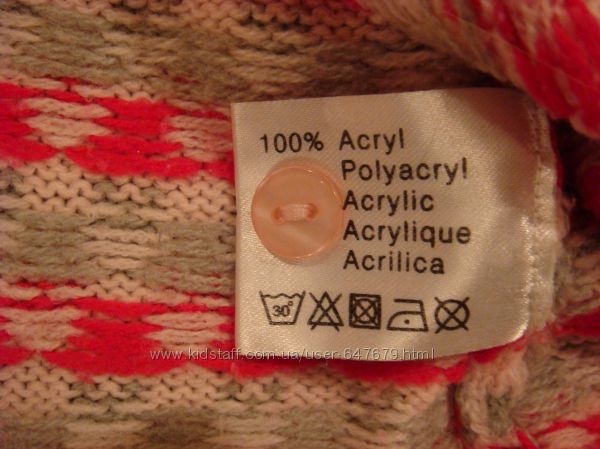 100% Acryl
Polyacryl
Acrylic
Acrylique
Acrilica
30°
www.kidstaff.com.ua/user-647679.html